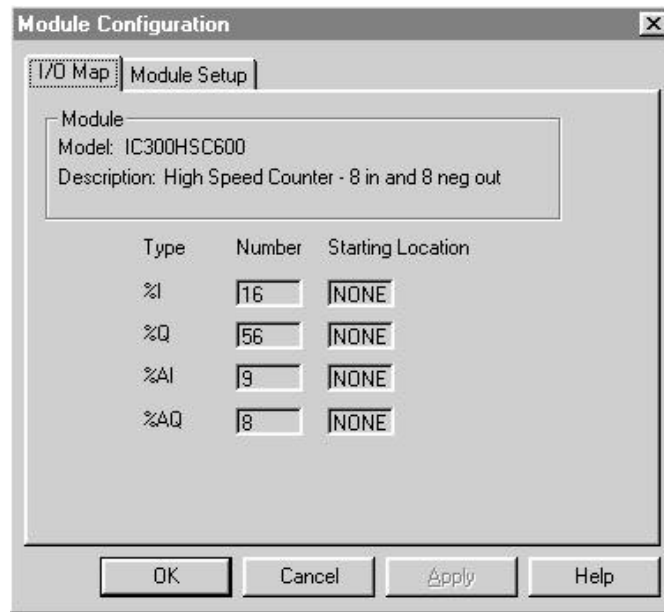 Module Configuration
I/O Map Module Setup
Module
Model: IC300HSC600
Description: High Speed Counter - 8 in and 8 neg out
Type Number Starting Location
%I 16 NONE
%Q 56 NONE
%AI 9 NONE
%AQ 8 NONE
OK Cancel Apply Help